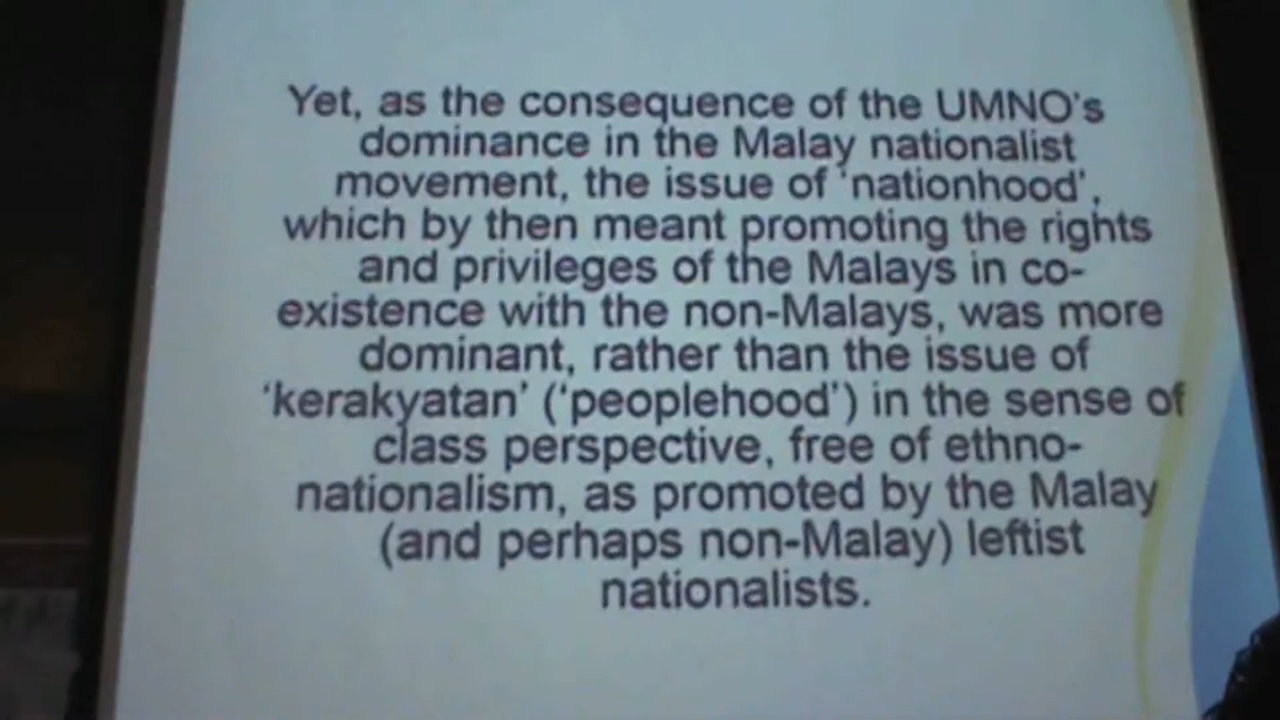 Yet, as the consequence of the UMNO's
dominance in the Malay nationalist
movement, the issue of 'nationhood',
which by then meant promoting the rights
and privileges of the Malays in co-
existence with the non-Malays, was more
dominant, rather than the issue of
‘kerakyatan’ (‘peoplehood’) in the sense of
class perspective, free of ethno-
nationalism, as promoted by the Malay
(and perhaps non-Malay) leftist
nationalists.